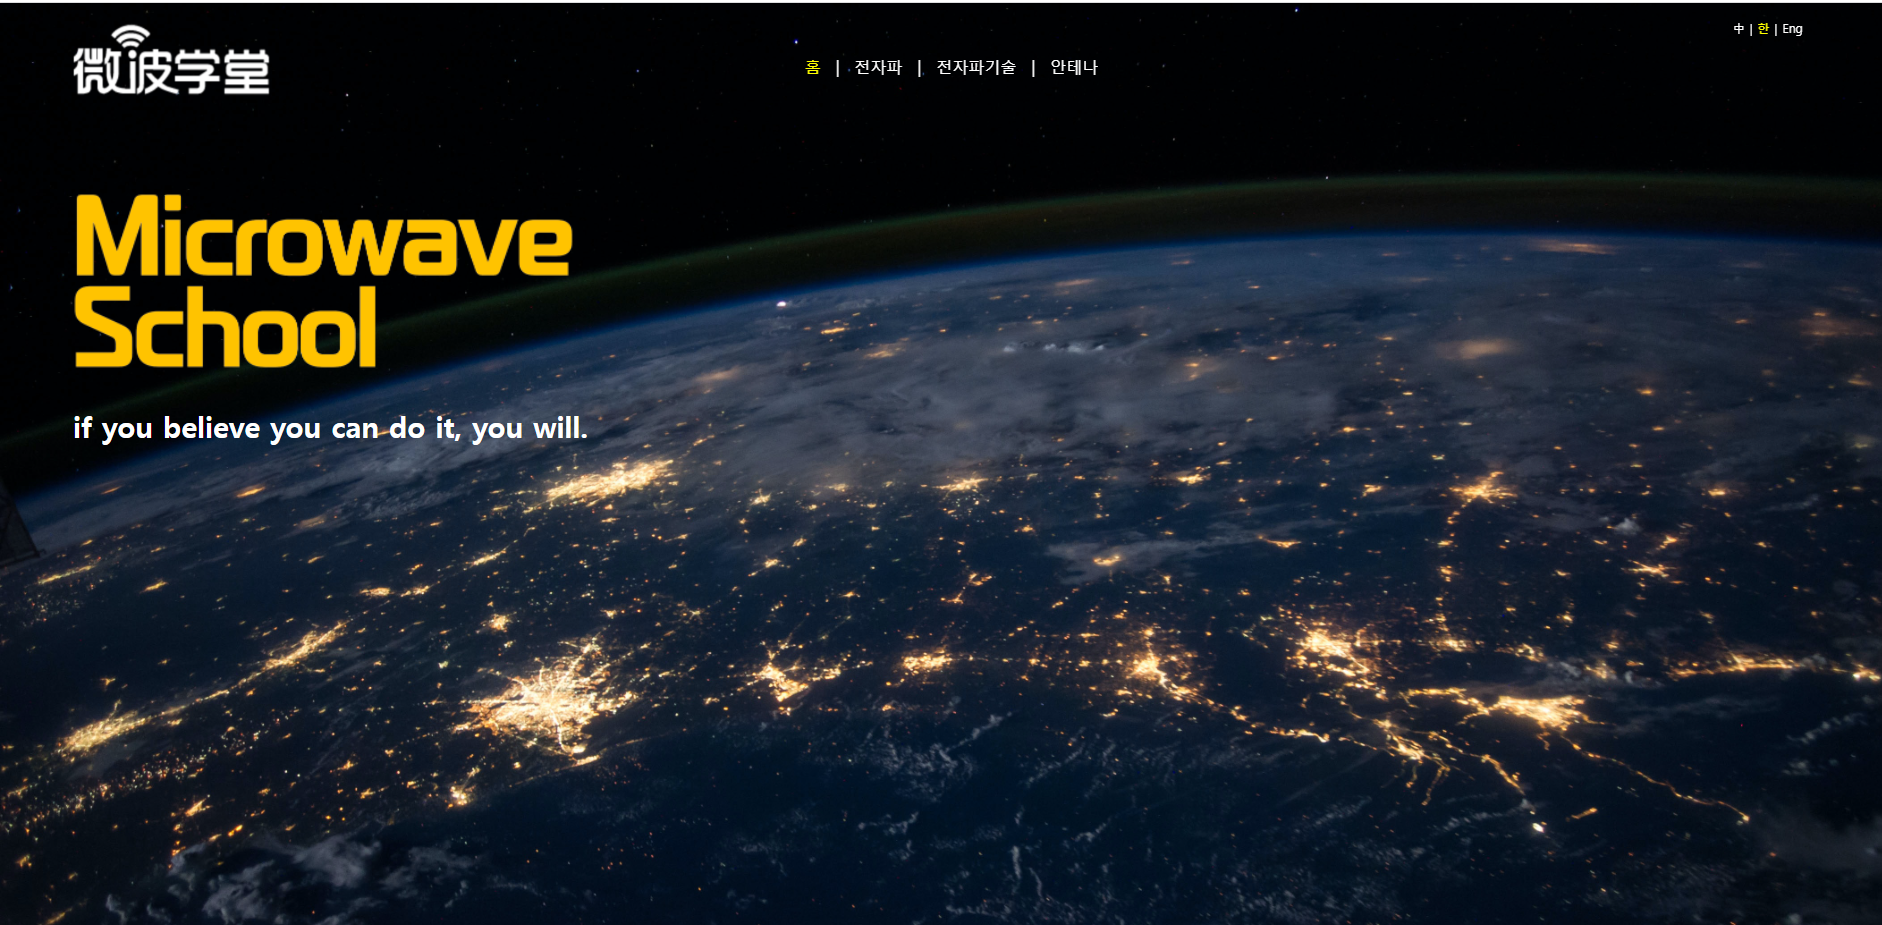 微波学堂
홈 | 전자파 | 전자파기술 | 안테나
中 | 한 | Eng
Microwave
School
if you believe you can do it, you will.